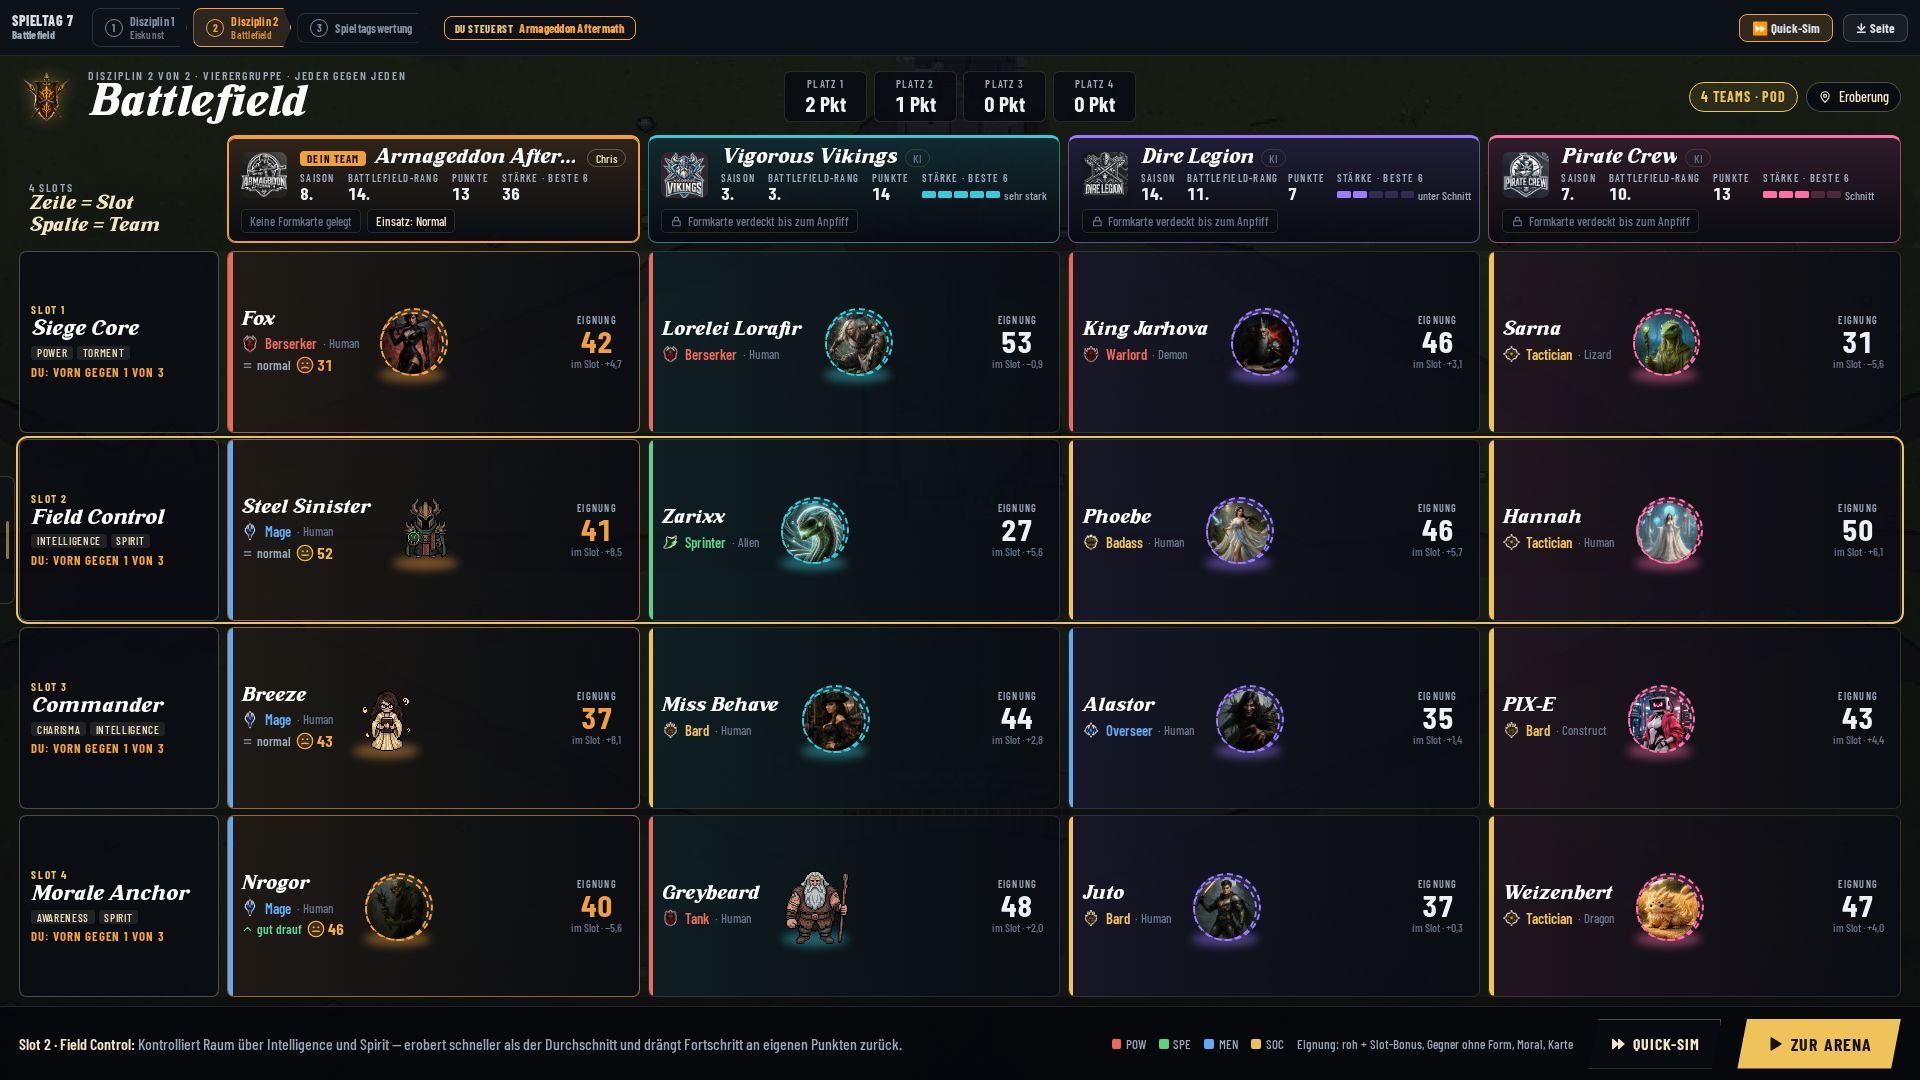 SPIELTAG 7
Battlefield
1 Disziplin 1
Eiskunst
2 Disziplin 2
Battlefield
3 Spieltagswertung
DU STEUERST Armageddon Aftermath
Quick-Sim
Seite
DISZIPLIN 2 VON 2 · VIERERGRUPPE · JEDER GEGEN JEDEN
Battlefield
PLATZ 1
2 Pkt
PLATZ 2
1 Pkt
PLATZ 3
0 Pkt
PLATZ 4
0 Pkt
4 TEAMS · POD
Eroberung
4 SLOTS
Zeile = Slot
Spalte = Team
DEIN TEAM Armageddon After... Chris
SAISON BATTLEFIELD-RANG PUNKTE STÄRKE · BESTE 6
8. 14. 13 36
Keine Formkarte gelegt Einsatz: Normal
Vigorous Vikings KI
SAISON BATTLEFIELD-RANG PUNKTE STÄRKE · BESTE 6
3. 3. 14 sehr stark
Formkarte verdeckt bis zum Anpfiff
Dire Legion KI
SAISON BATTLEFIELD-RANG PUNKTE STÄRKE · BESTE 6
14. 11. 7 unter Schnitt
Formkarte verdeckt bis zum Anpfiff
Pirate Crew KI
SAISON BATTLEFIELD-RANG PUNKTE STÄRKE · BESTE 6
7. 10. 13 Schnitt
Formkarte verdeckt bis zum Anpfiff
SLOT 1
Siege Core
POWER TORMENT
DU: VORN GEGEN 1 VON 3
Fox
Berserker · Human
= normal 31
EIGNUNG
42
im Slot · +4,7
Lorelei Lorafir
Berserker · Human
EIGNUNG
53
im Slot · −0,9
King Jarhova
Warlord · Demon
EIGNUNG
46
im Slot · +3,1
Sarna
Tactician · Lizard
EIGNUNG
31
im Slot · −5,6
SLOT 2
Field Control
INTELLIGENCE SPIRIT
DU: VORN GEGEN 1 VON 3
Steel Sinister
Mage · Human
= normal 52
EIGNUNG
41
im Slot · +8,5
Zarixx
Sprinter · Alien
EIGNUNG
27
im Slot · +5,6
Phoebe
Badass · Human
EIGNUNG
46
im Slot · +5,7
Hannah
Tactician · Human
EIGNUNG
50
im Slot · +6,1
SLOT 3
Commander
CHARISMA INTELLIGENCE
DU: VORN GEGEN 1 VON 3
Breeze
Mage · Human
= normal 43
EIGNUNG
37
im Slot · +8,1
Miss Behave
Bard · Human
EIGNUNG
44
im Slot · +2,8
Alastor
Overseer · Human
EIGNUNG
35
im Slot · +1,4
PIX-E
Bard · Construct
EIGNUNG
43
im Slot · +4,4
SLOT 4
Morale Anchor
AWARENESS SPIRIT
DU: VORN GEGEN 1 VON 3
Nrogor
Mage · Human
gut drauf 46
EIGNUNG
40
im Slot · −5,6
Greybeard
Tank · Human
EIGNUNG
48
im Slot · +2,0
Juto
Bard · Human
EIGNUNG
37
im Slot · +0,3
Weizenbert
Tactician · Dragon
EIGNUNG
47
im Slot · +4,0
Slot 2 · Field Control: Kontrolliert Raum über Intelligence und Spirit — erobert schneller als der Durchschnitt und drängt Fortschritt an eigenen Punkten zurück.
POW SPE MEN SOC Eignung: roh + Slot-Bonus, Gegner ohne Form, Moral, Karte
QUICK-SIM
ZUR ARENA